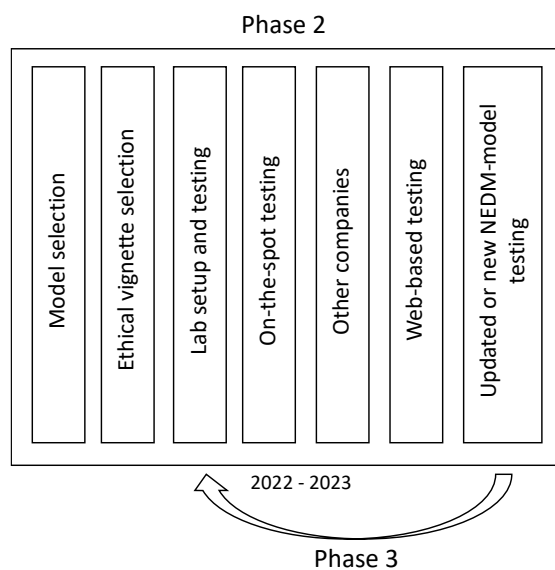 Phase 2
Model selection
Ethical vignette selection
Lab setup and testing
On-the-spot testing
Other companies
Web-based testing
Updated or new NEDM-model
testing
2022 - 2023
Phase 3